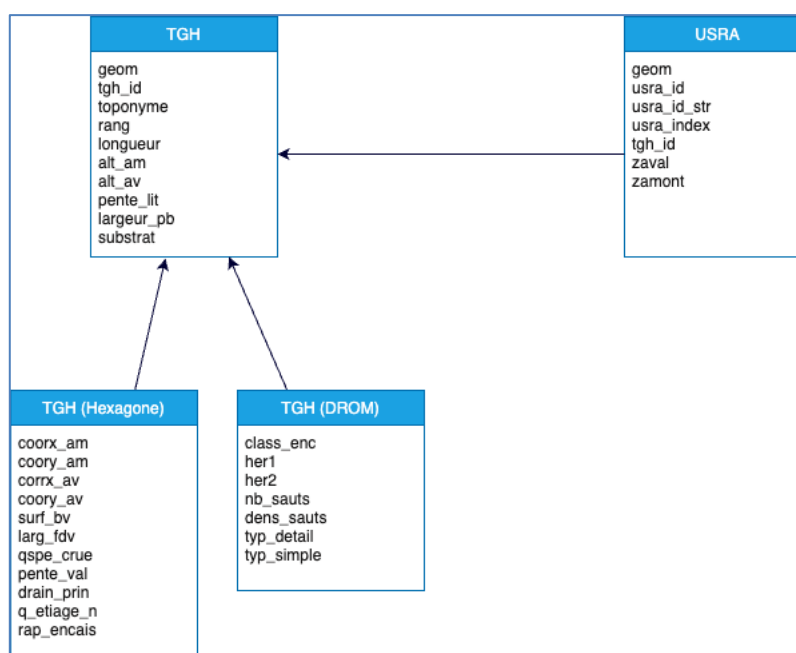 TGH
geom
tgh_id
toponyme
rang
longueur
alt_am
alt_av
pente_lit
largeur_pb
substrat
USRA
geom
usra_id
usra_id_str
usra_index
tgh_id
zaval
zamont
TGH (Hexagone)
coorx_am
coory_am
corrx_av
coory_av
surf_bv
larg_fdv
qspe_crue
pente_val
drain_prin
q_etiage_n
rap_encais
TGH (DROM)
class_enc
her1
her2
nb_sauts
dens_sauts
typ_detail
typ_simple